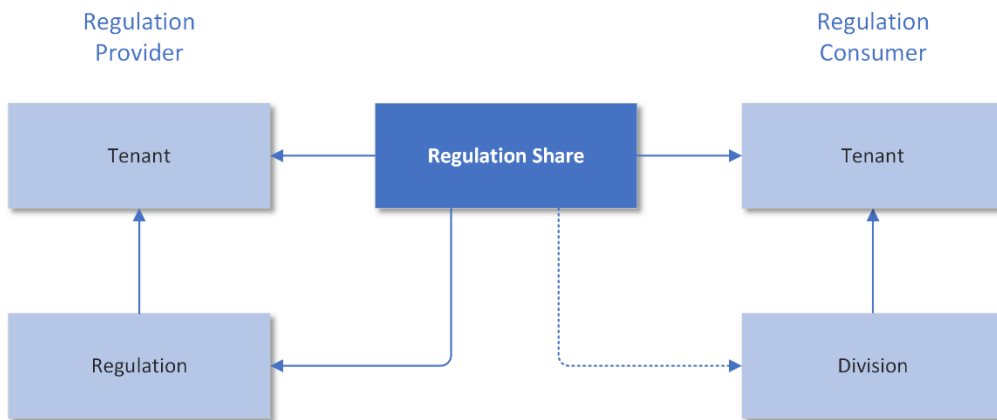 Regulation
Provider
Regulation
Consumer
Tenant
Regulation Share
Tenant
Regulation
Division